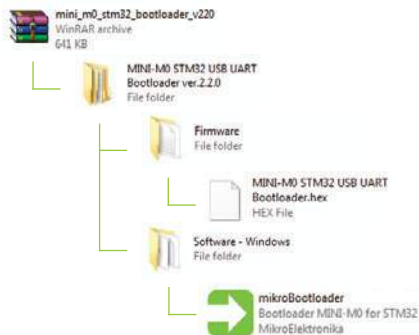 mini_m0_stm32_bootloader_v220
WinRAR archive
641 KB
MINI-M0 STM32 USB UART
Bootloader ver.2.2.0
File folder
Firmware
File folder
MINI-M0 STM32 USB UART
Bootloader.hex
HEX File
Software - Windows
File folder
mikroBootloader
Bootloader MINI-M0 for STM32
MikroElektronika